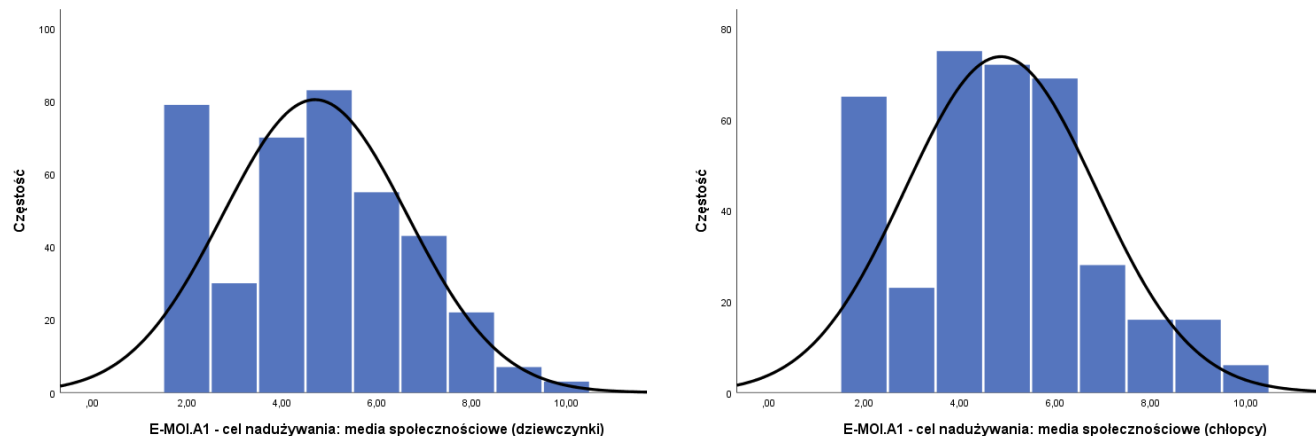 100
80
60
40
20
0
Częstość
,00 2,00 4,00 6,00 8,00 10,00
E-MOI.A1 - cel nadużywania: media społecznościowe (dziewczynki)
80
60
40
20
0
Częstość
,00 2,00 4,00 6,00 8,00 10,00
E-MOI.A1 - cel nadużywania: media społecznościowe (chłopcy)